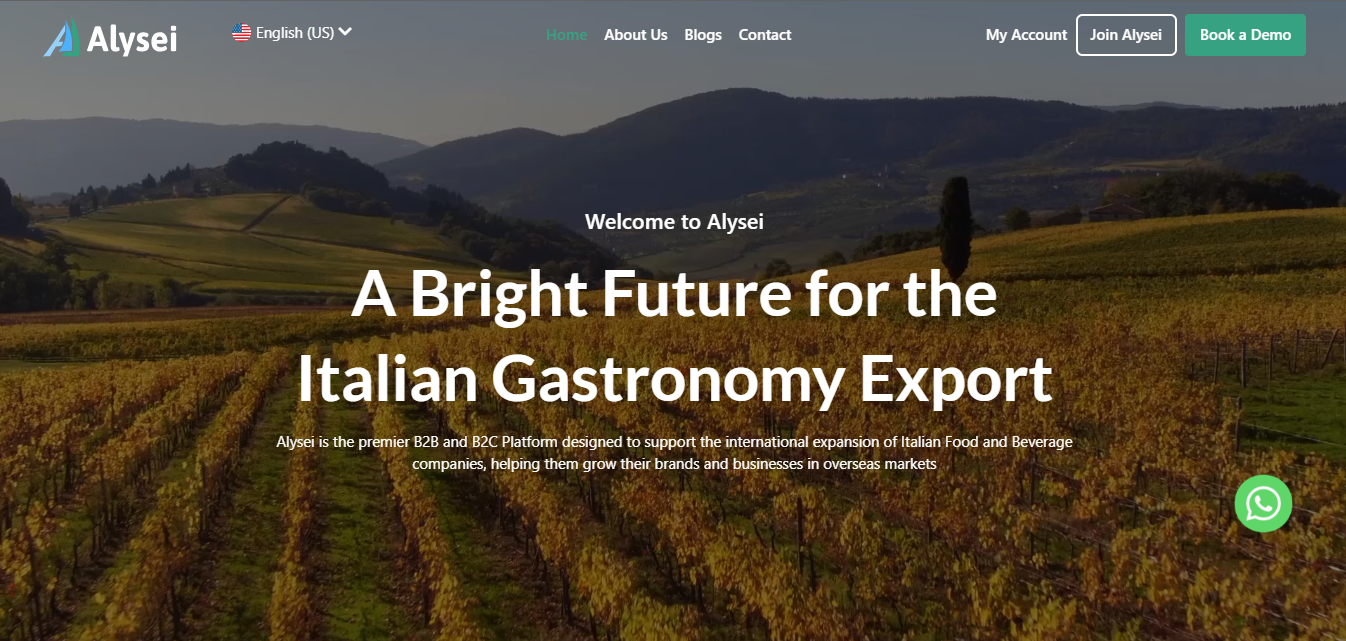 Alysei
English (US)
Home
About Us
Blogs
Contact
My Account
Join Alysei
Book a Demo
Welcome to Alysei
A Bright Future for the
Italian Gastronomy Export
Alysei is the premier B2B and B2C Platform designed to support the international expansion of Italian Food and Beverage
companies, helping them grow their brands and businesses in overseas markets